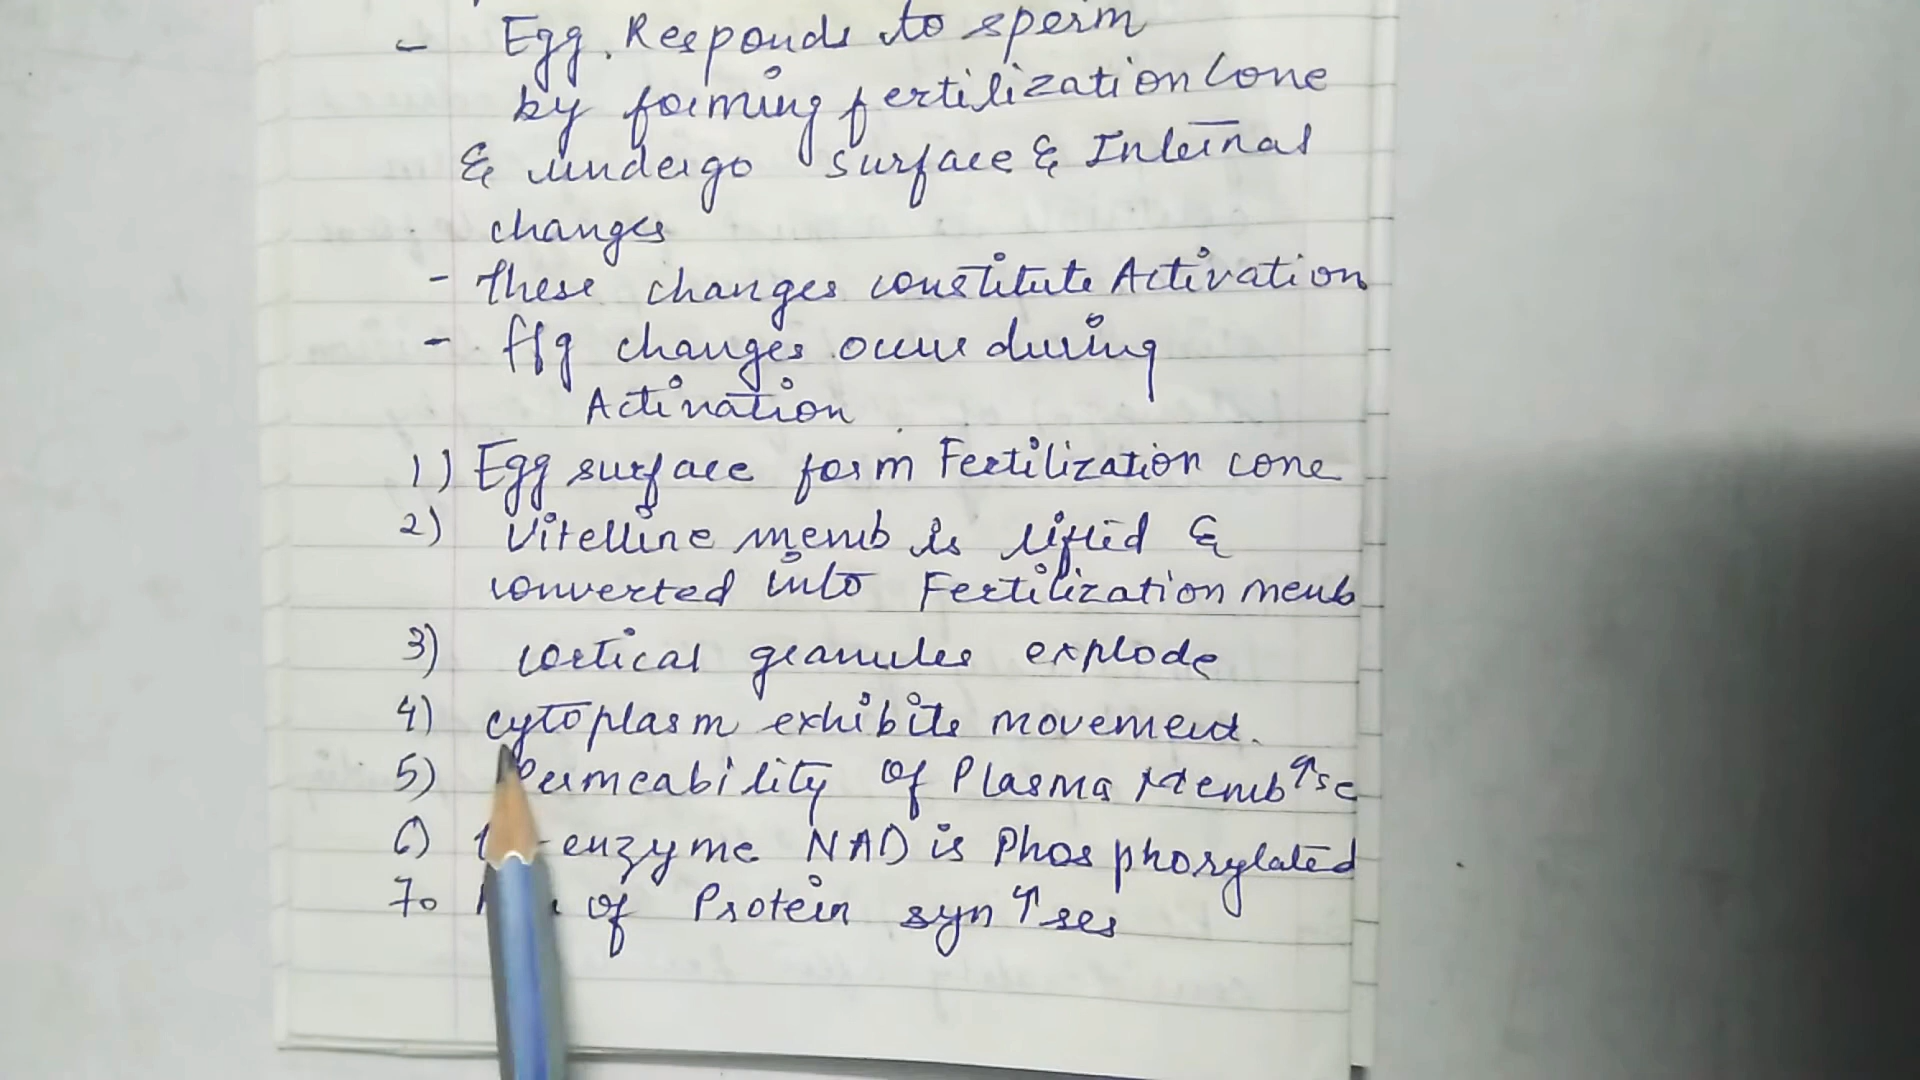 - Egg Responds to sperm
by forming fertilization Cone
& undergo surface & Internal
changes
- These changes constitute Activation
- ffg changes occur during
Activation
1) Egg surface form Fertilization cone
2) Vitelline memb is lifted &
converted into Fertilization memb
3) cortical granules explode
4) cytoplasm exhibits movement.
5) Permeability of Plasma Memb ↑se
6) enzyme NAD is Phosphorylated
7. of Protein syn ↑ses